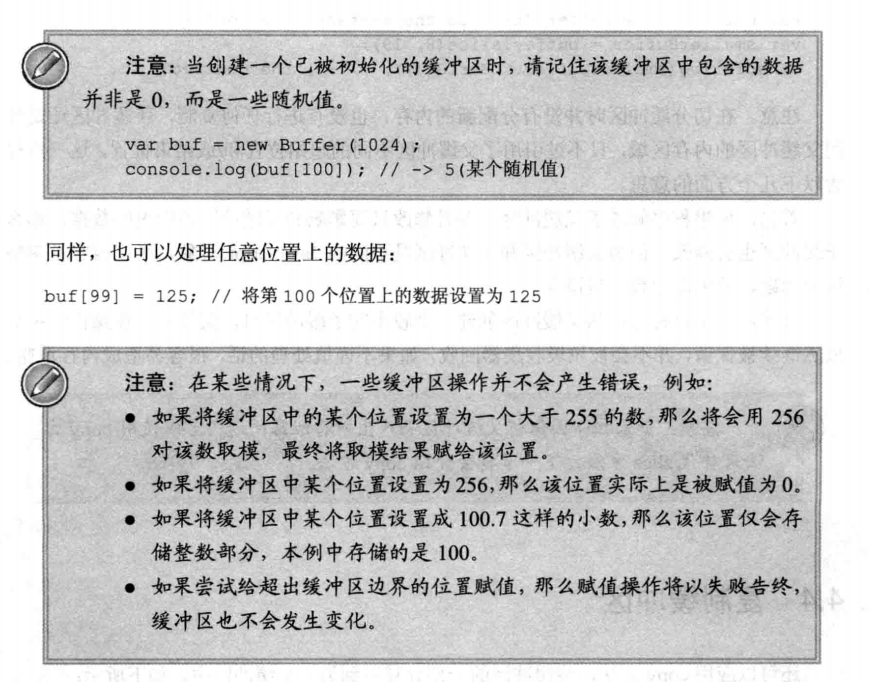 注意：当创建一个已被初始化的缓冲区时，请记住该缓冲区中包含的数据
并非是 0，而是一些随机值。
var buf = new Buffer(1024);
console.log(buf[100]); // -> 5(某个随机值)
同样，也可以处理任意位置上的数据：
buf[99] = 125; // 将第 100 个位置上的数据设置为 125
注意：在某些情况下，一些缓冲区操作并不会产生错误，例如：
● 如果将缓冲区中的某个位置设置为一个大于 255 的数，那么将会用 256
对该数取模，最终将取模结果赋给该位置。
● 如果将缓冲区中某个位置设置为 256，那么该位置实际上是被赋值为 0。
● 如果将缓冲区中某个位置设置成 100.7 这样的小数，那么该位置仅会存
储整数部分，本例中存储的是 100。
● 如果尝试给超出缓冲区边界的位置赋值，那么赋值操作将以失败告终，
缓冲区也不会发生变化。